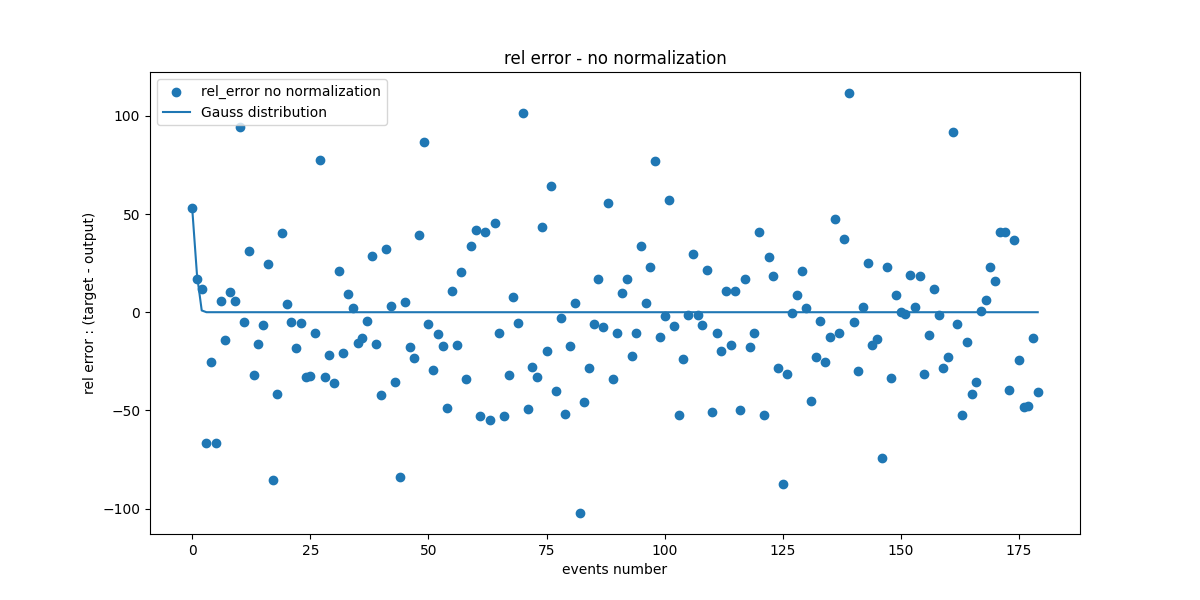 rel error - no normalization
rel_error no normalization
Gauss distribution
rel error : (target - output)
100
50
0
−50
−100
0 25 50 75 100 125 150 175
events number